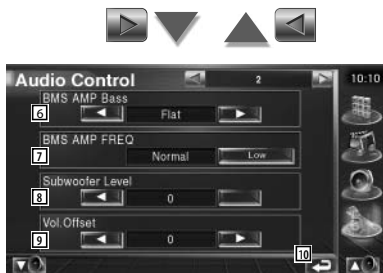 Audio Control 2 10:10
BMS AMP Bass
6 Flat
BMS AMP FREQ
7 Normal Low
Subwoofer Level
8 0
Vol.Offset
9 0
10